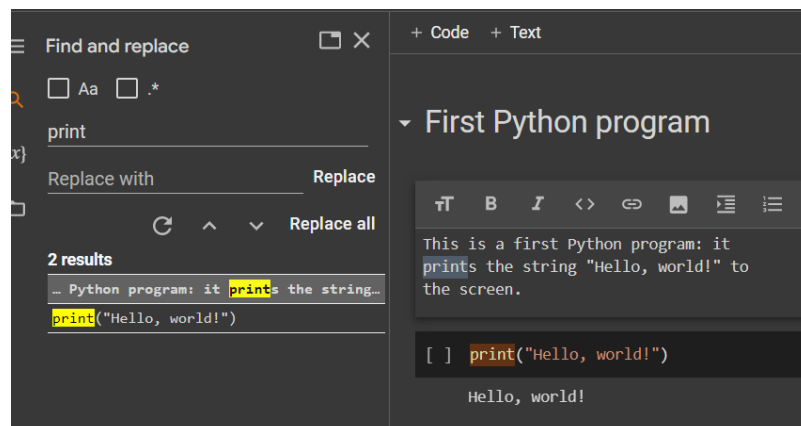 Find and replace
Aa .*
print
Replace with Replace
Replace all
2 results
… Python program: it prints the string…
print("Hello, world!")
{x}
+ Code + Text
First Python program
тT B I <>
This is a first Python program: it
prints the string "Hello, world!" to
the screen.
[ ] print("Hello, world!")
Hello, world!